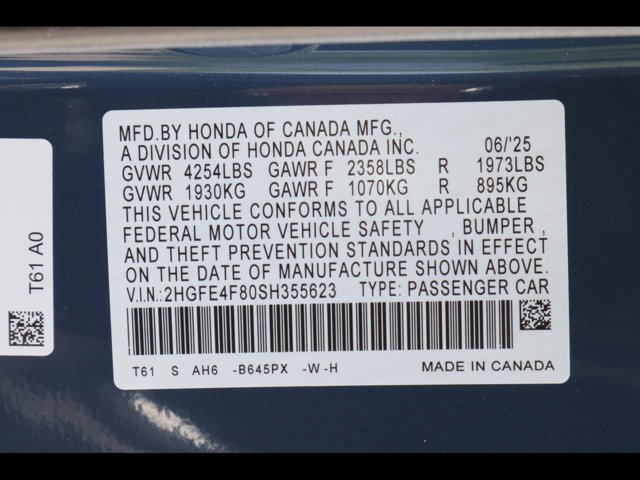 MFD.BY HONDA OF CANADA MFG.,
A DIVISION OF HONDA CANADA INC. 06/'25
GVWR 4254LBS GAWR F 2358LBS R 1973LBS
GVWR 1930KG GAWR F 1070KG R 895KG
THIS VEHICLE CONFORMS TO ALL APPLICABLE
FEDERAL MOTOR VEHICLE SAFETY , BUMPER ,
AND THEFT PREVENTION STANDARDS IN EFFECT
ON THE DATE OF MANUFACTURE SHOWN ABOVE.
V.I.N.:2HGFE4F80SH355623 TYPE: PASSENGER CAR
T61 S AH6 -B645PX -W-H MADE IN CANADA
T61 A0